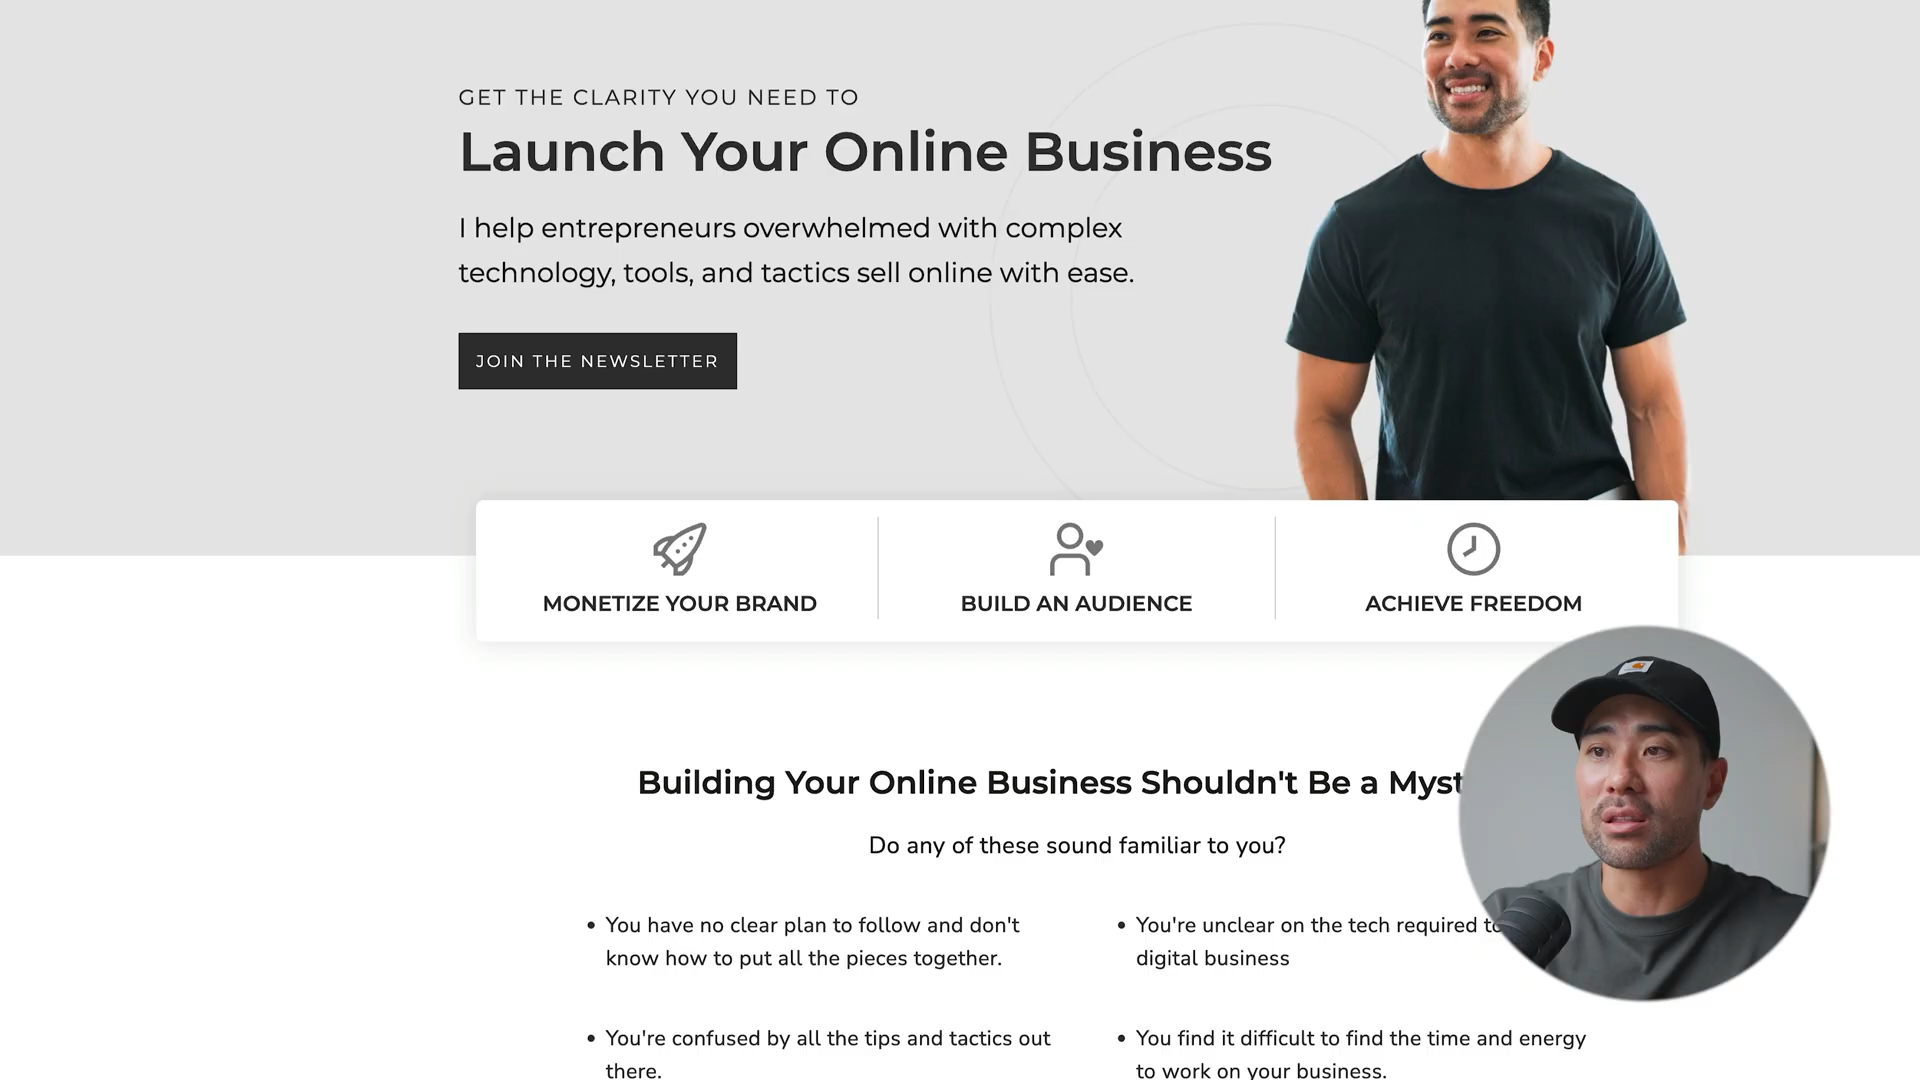 GET THE CLARITY YOU NEED TO
Launch Your Online Business
I help entrepreneurs overwhelmed with complex
technology, tools, and tactics sell online with ease.
JOIN THE NEWSLETTER
MONETIZE YOUR BRAND
BUILD AN AUDIENCE
ACHIEVE FREEDOM
Building Your Online Business Shouldn't Be a
Do any of these sound familiar to you?
• You have no clear plan to follow and don't
know how to put all the pieces together.
• You're unclear on the tech required to
digital business
• You're confused by all the tips and tactics out
there.
• You find it difficult to find the time and energy
to work on your business.